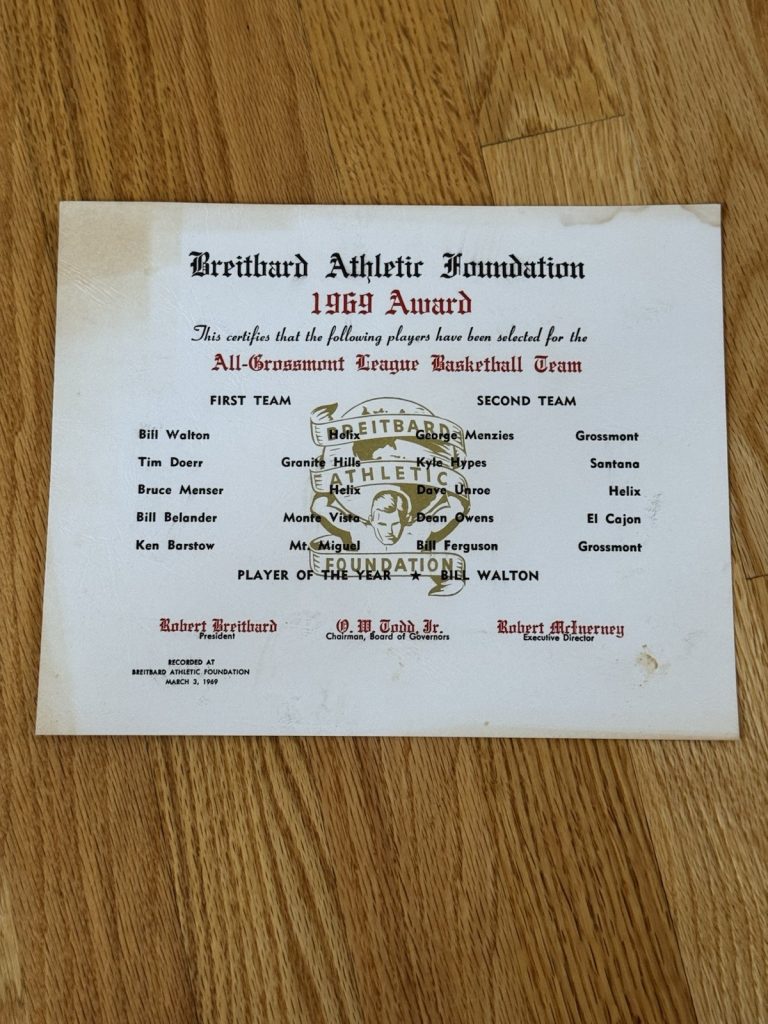 Breitbard Athletic Foundation
1969 Award
This certifies that the following players have been selected for the
All-Grossmont League Basketball Team
FIRST TEAM SECOND TEAM
BREITBARD
ATHLETIC
FOUNDATION
Bill Walton Helix George Menzies Grossmont
Tim Doerr Granite Hills Kyle Hypes Santana
Bruce Menser Helix Dave Unroe Helix
Bill Belander Monte Vista Dean Owens El Cajon
Ken Barstow Mt. Miguel Bill Ferguson Grossmont
PLAYER OF THE YEAR ★ BILL WALTON
Robert Breitbard O. W. Todd, Jr. Robert McInerney
President Chairman, Board of Governors Executive Director
RECORDED AT
BREITBARD ATHLETIC FOUNDATION
MARCH 3, 1969